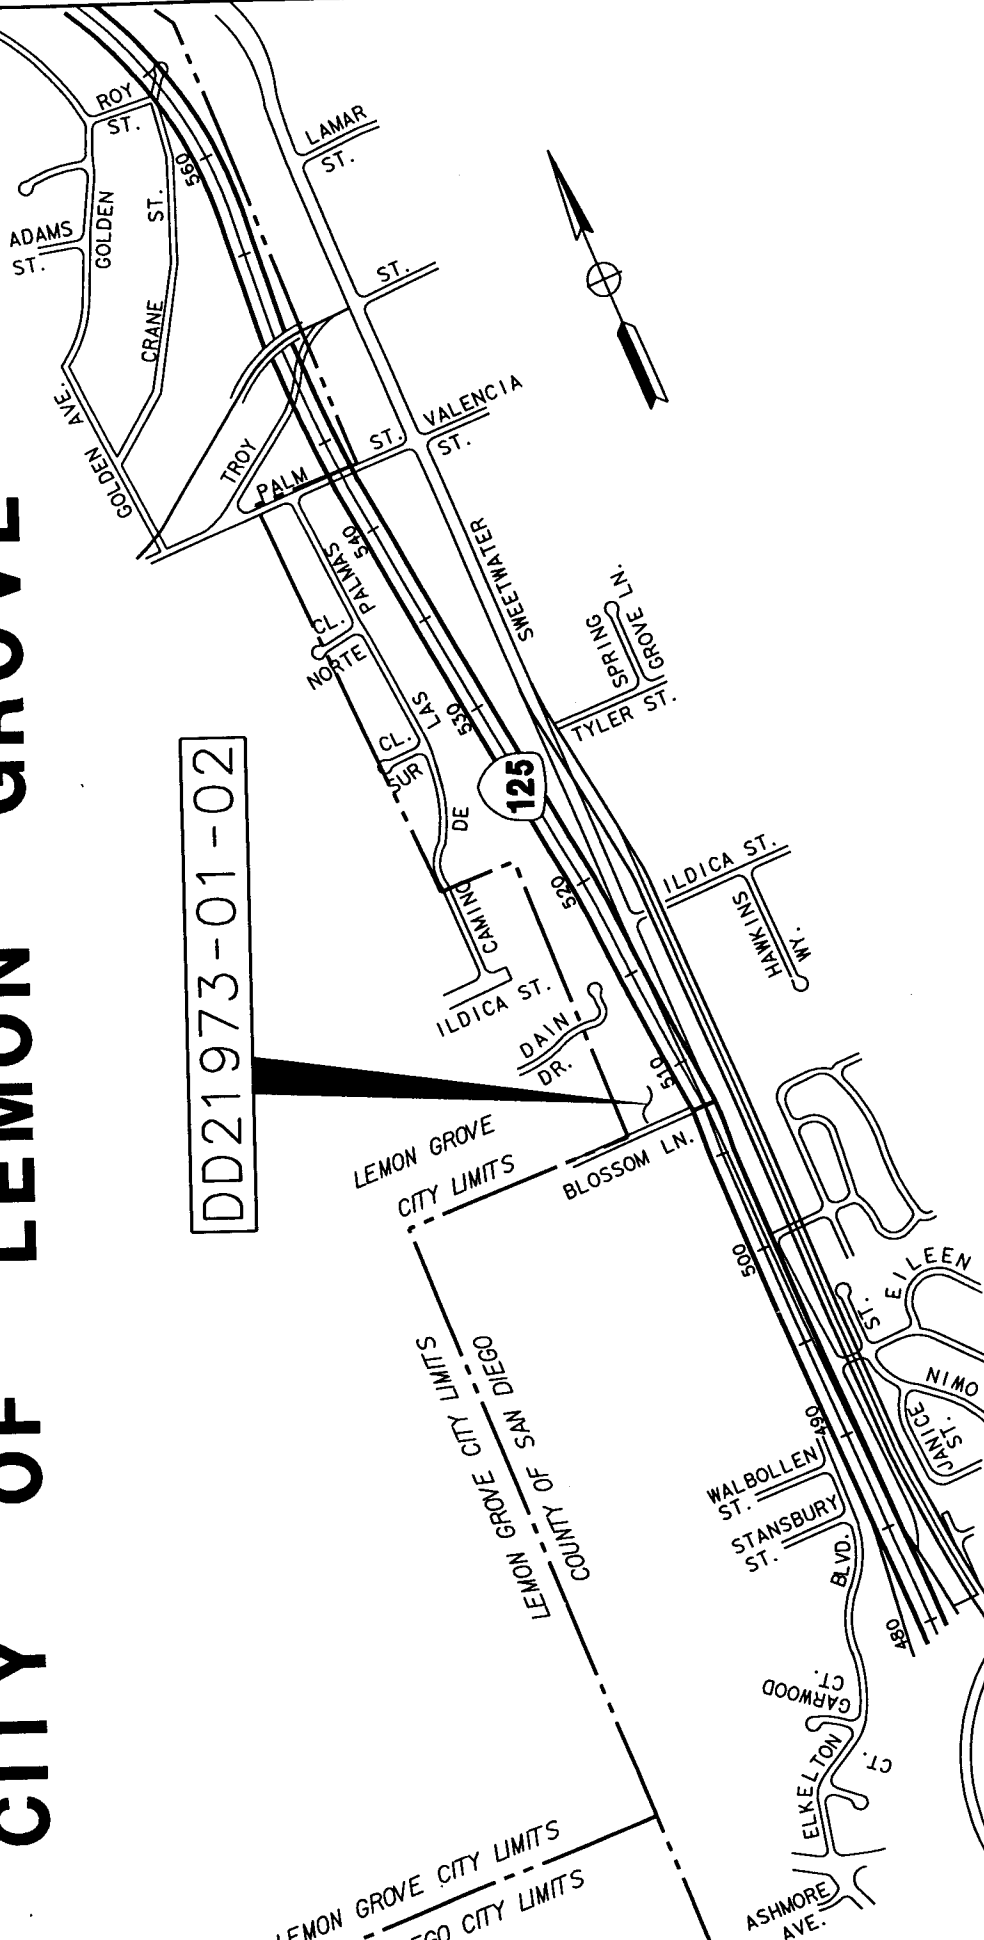 ROY
ST.
LAMAR
ST.
560
ADAMS
ST.
GOLDEN
ST.
CRANE
ST.
GOLDEN AVE.
VALENCIA
ST.
ST.
TROY
PALM
540
PALMAS
SWEETWATER
CL.
NORTE
SPRING
GROVE LN.
TYLER ST.
LAS
530
CL.
SUR
125
DE
DD21973-01-02
ILDICA ST.
520
CAMINO
HAWKINS
WY.
ILDICA ST.
DAIN
DR.
510
LEMON GROVE
CITY LIMITS
BLOSSOM LN.
500
EILEEN
ST.
LEMON GROVE CITY LIMITS
COUNTY OF SAN DIEGO
OWIN
JANICE
ST.
490
WALBOLLEN
ST.
STANSBURY
ST.
BLVD.
480
GARWOOD
CT.
ELKELTON
CT.
LEMON GROVE CITY LIMITS
EGO CITY LIMITS
ASHMORE
AVE.
CITY OF LEMON GROVE